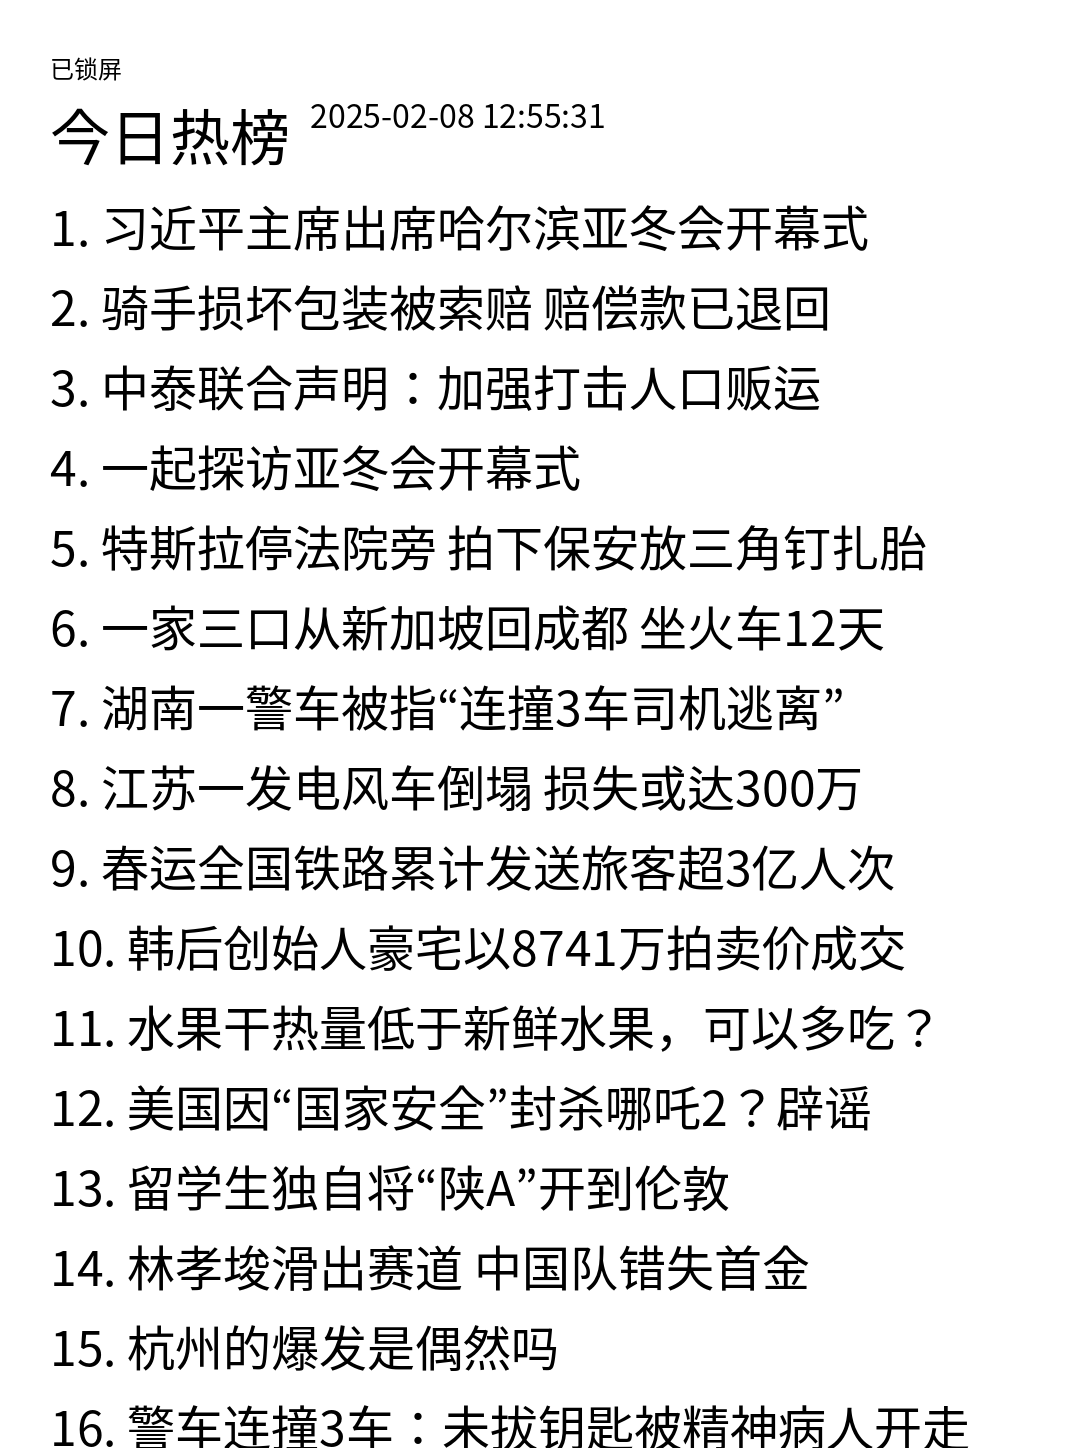 已锁屏
今日热榜 2025-02-08 12:55:31
1. 习近平主席出席哈尔滨亚冬会开幕式
2. 骑手损坏包装被索赔 赔偿款已退回
3. 中泰联合声明：加强打击人口贩运
4. 一起探访亚冬会开幕式
5. 特斯拉停法院旁 拍下保安放三角钉扎胎
6. 一家三口从新加坡回成都 坐火车12天
7. 湖南一警车被指“连撞3车司机逃离”
8. 江苏一发电风车倒塌 损失或达300万
9. 春运全国铁路累计发送旅客超3亿人次
10. 韩后创始人豪宅以8741万拍卖价成交
11. 水果干热量低于新鲜水果，可以多吃？
12. 美国因“国家安全”封杀哪吒2？辟谣
13. 留学生独自将“陕A”开到伦敦
14. 林孝埈滑出赛道 中国队错失首金
15. 杭州的爆发是偶然吗
16. 警车连撞3车：未拔钥匙被精神病人开走